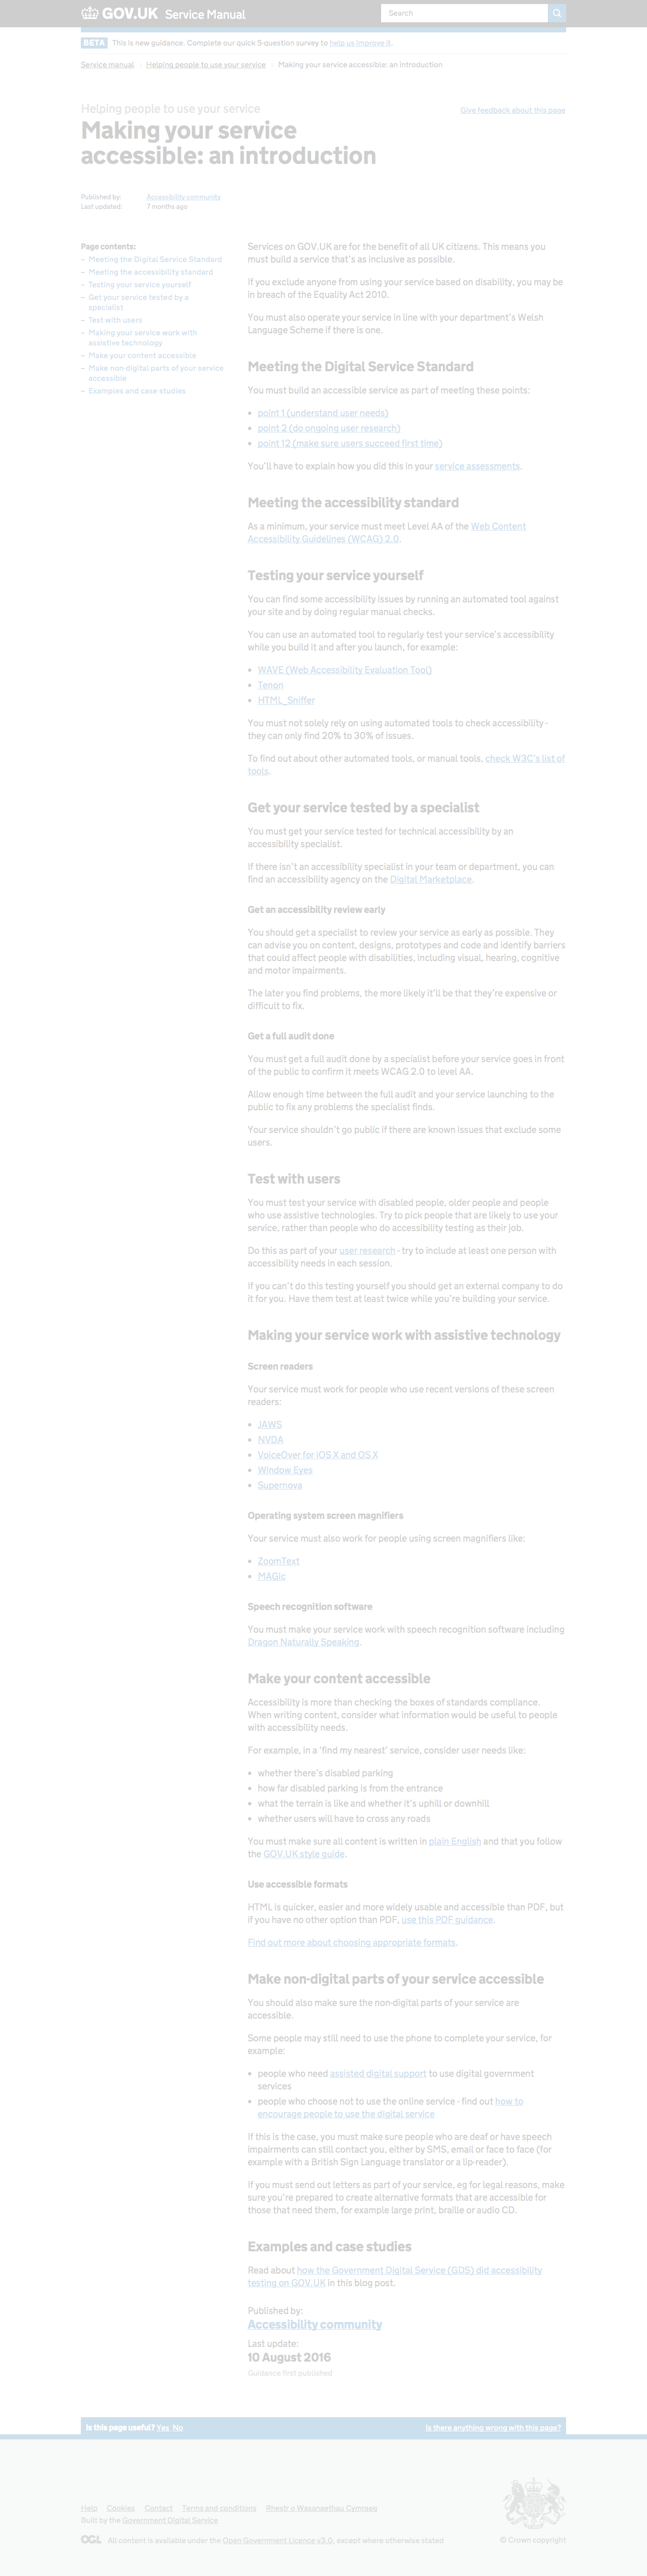 GOV.UK Service Manual
Search
BETA This is new guidance. Complete our quick 5-question survey to help us improve it.
Service manual Helping people to use your service Making your service accessible: an introduction
Helping people to use your service
Give feedback about this page
Making your service
accessible: an introduction
Published by: Accessibility community
Last updated: 7 months ago
Page contents:
– Meeting the Digital Service Standard
– Meeting the accessibility standard
– Testing your service yourself
– Get your service tested by a
specialist
– Test with users
– Making your service work with
assistive technology
– Make your content accessible
– Make non-digital parts of your service
accessible
– Examples and case studies
Services on GOV.UK are for the benefit of all UK citizens. This means you
must build a service that's as inclusive as possible.
If you exclude anyone from using your service based on disability, you may be
in breach of the Equality Act 2010.
You must also operate your service in line with your department's Welsh
Language Scheme if there is one.
Meeting the Digital Service Standard
You must build an accessible service as part of meeting these points:
• point 1 (understand user needs)
• point 2 (do ongoing user research)
• point 12 (make sure users succeed first time)
You'll have to explain how you did this in your service assessments.
Meeting the accessibility standard
As a minimum, your service must meet Level AA of the Web Content
Accessibility Guidelines (WCAG) 2.0.
Testing your service yourself
You can find some accessibility issues by running an automated tool against
your site and by doing regular manual checks.
You can use an automated tool to regularly test your service's accessibility
while you build it and after you launch, for example:
• WAVE (Web Accessibility Evaluation Tool)
• Tenon
• HTML_Sniffer
You must not solely rely on using automated tools to check accessibility -
they can only find 20% to 30% of issues.
To find out about other automated tools, or manual tools, check W3C's list of
tools.
Get your service tested by a specialist
You must get your service tested for technical accessibility by an
accessibility specialist.
If there isn't an accessibility specialist in your team or department, you can
find an accessibility agency on the Digital Marketplace.
Get an accessibility review early
You should get a specialist to review your service as early as possible. They
can advise you on content, designs, prototypes and code and identify barriers
that could affect people with disabilities, including visual, hearing, cognitive
and motor impairments.
The later you find problems, the more likely it'll be that they're expensive or
difficult to fix.
Get a full audit done
You must get a full audit done by a specialist before your service goes in front
of the public to confirm it meets WCAG 2.0 to level AA.
Allow enough time between the full audit and your service launching to the
public to fix any problems the specialist finds.
Your service shouldn't go public if there are known issues that exclude some
users.
Test with users
You must test your service with disabled people, older people and people
who use assistive technologies. Try to pick people that are likely to use your
service, rather than people who do accessibility testing as their job.
Do this as part of your user research - try to include at least one person with
accessibility needs in each session.
If you can't do this testing yourself you should get an external company to do
it for you. Have them test at least twice while you're building your service.
Making your service work with assistive technology
Screen readers
Your service must work for people who use recent versions of these screen
readers:
• JAWS
• NVDA
• VoiceOver for iOS X and OS X
• Window Eyes
• Supernova
Operating system screen magnifiers
Your service must also work for people using screen magnifiers like:
• ZoomText
• MAGic
Speech recognition software
You must make your service work with speech recognition software including
Dragon Naturally Speaking.
Make your content accessible
Accessibility is more than checking the boxes of standards compliance.
When writing content, consider what information would be useful to people
with accessibility needs.
For example, in a 'find my nearest' service, consider user needs like:
• whether there's disabled parking
• how far disabled parking is from the entrance
• what the terrain is like and whether it's uphill or downhill
• whether users will have to cross any roads
You must make sure all content is written in plain English and that you follow
the GOV.UK style guide.
Use accessible formats
HTML is quicker, easier and more widely usable and accessible than PDF, but
if you have no other option than PDF, use this PDF guidance.
Find out more about choosing appropriate formats.
Make non-digital parts of your service accessible
You should also make sure the non-digital parts of your service are
accessible.
Some people may still need to use the phone to complete your service, for
example:
• people who need assisted digital support to use digital government
services
• people who choose not to use the online service - find out how to
encourage people to use the digital service
If this is the case, you must make sure people who are deaf or have speech
impairments can still contact you, either by SMS, email or face to face (for
example with a British Sign Language translator or a lip-reader).
If you must send out letters as part of your service, eg for legal reasons, make
sure you're prepared to create alternative formats that are accessible for
those that need them, for example large print, braille or audio CD.
Examples and case studies
Read about how the Government Digital Service (GDS) did accessibility
testing on GOV.UK in this blog post.
Published by:
Accessibility community
Last update:
10 August 2016
Guidance first published
Is this page useful? Yes No
Is there anything wrong with this page?
Help Cookies Contact Terms and conditions Rhestr o Wasanaethau Cymraeg
Built by the Government Digital Service
OGL All content is available under the Open Government Licence v3.0, except where otherwise stated
© Crown copyright